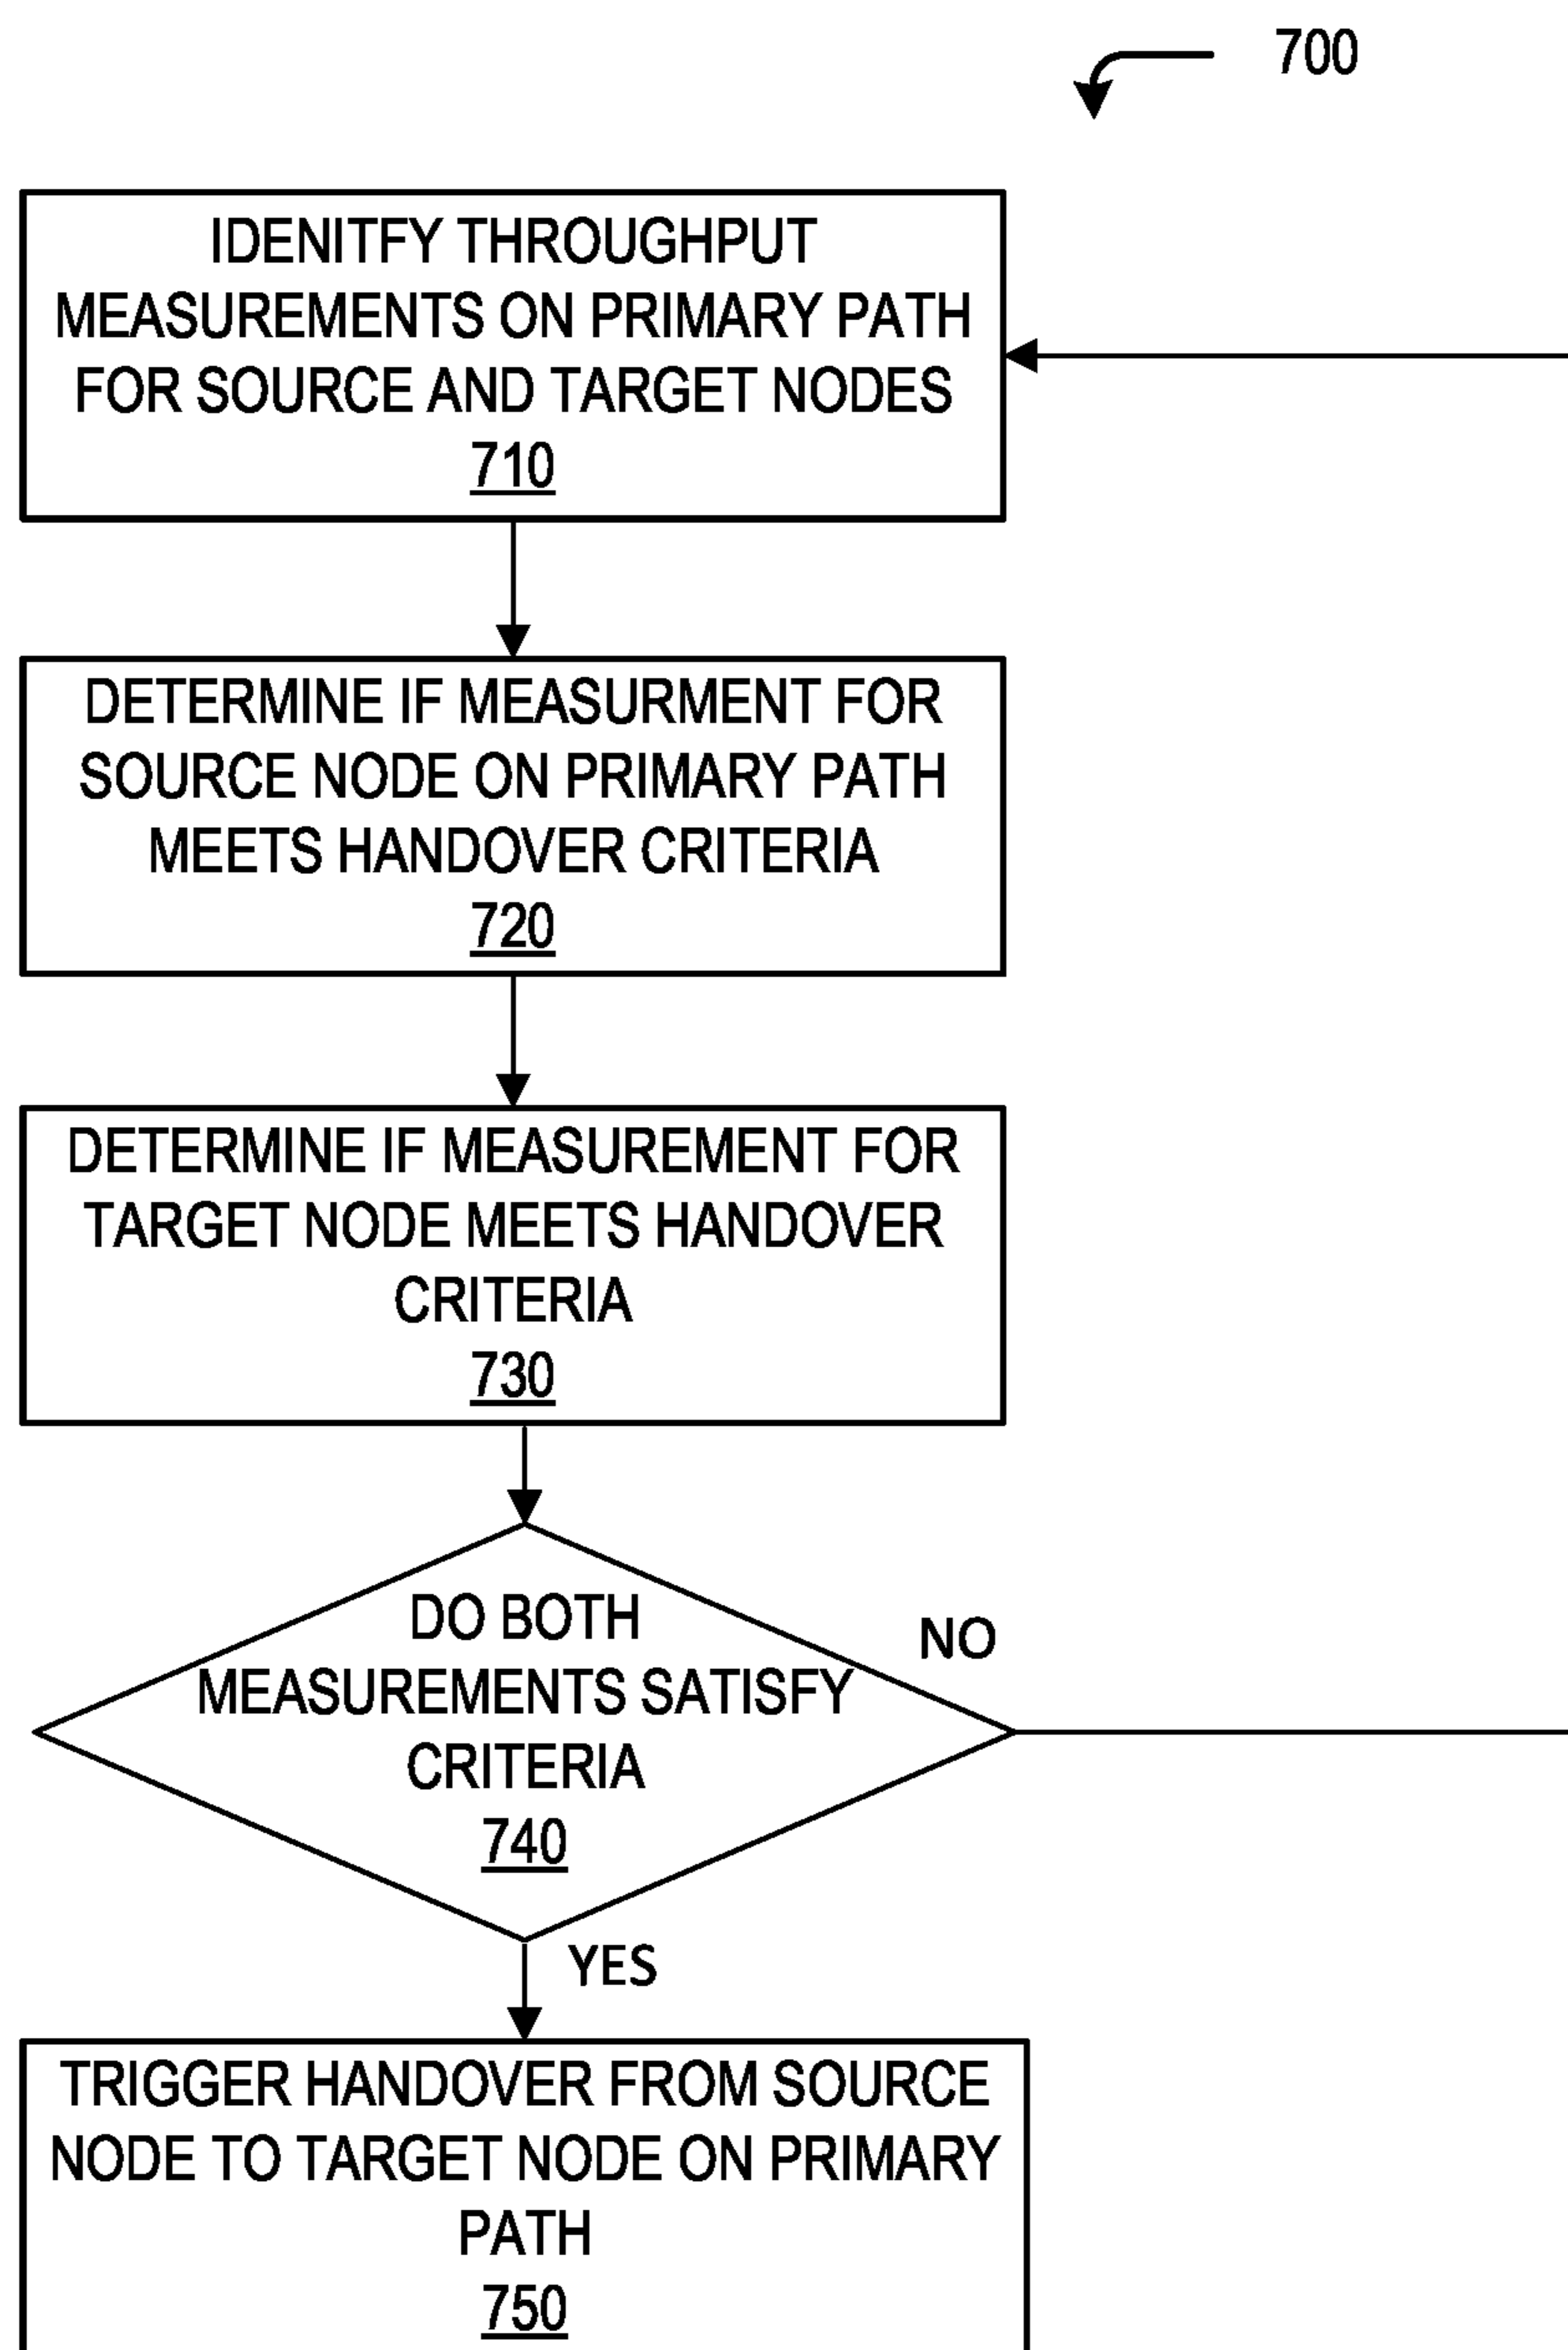 700
IDENITFY THROUGHPUT
MEASUREMENTS ON PRIMARY PATH
FOR SOURCE AND TARGET NODES
710
DETERMINE IF MEASURMENT FOR
SOURCE NODE ON PRIMARY PATH
MEETS HANDOVER CRITERIA
720
DETERMINE IF MEASUREMENT FOR
TARGET NODE MEETS HANDOVER
CRITERIA
730
DO BOTH
MEASUREMENTS SATISFY
CRITERIA
740
NO
YES
TRIGGER HANDOVER FROM SOURCE
NODE TO TARGET NODE ON PRIMARY
PATH
750